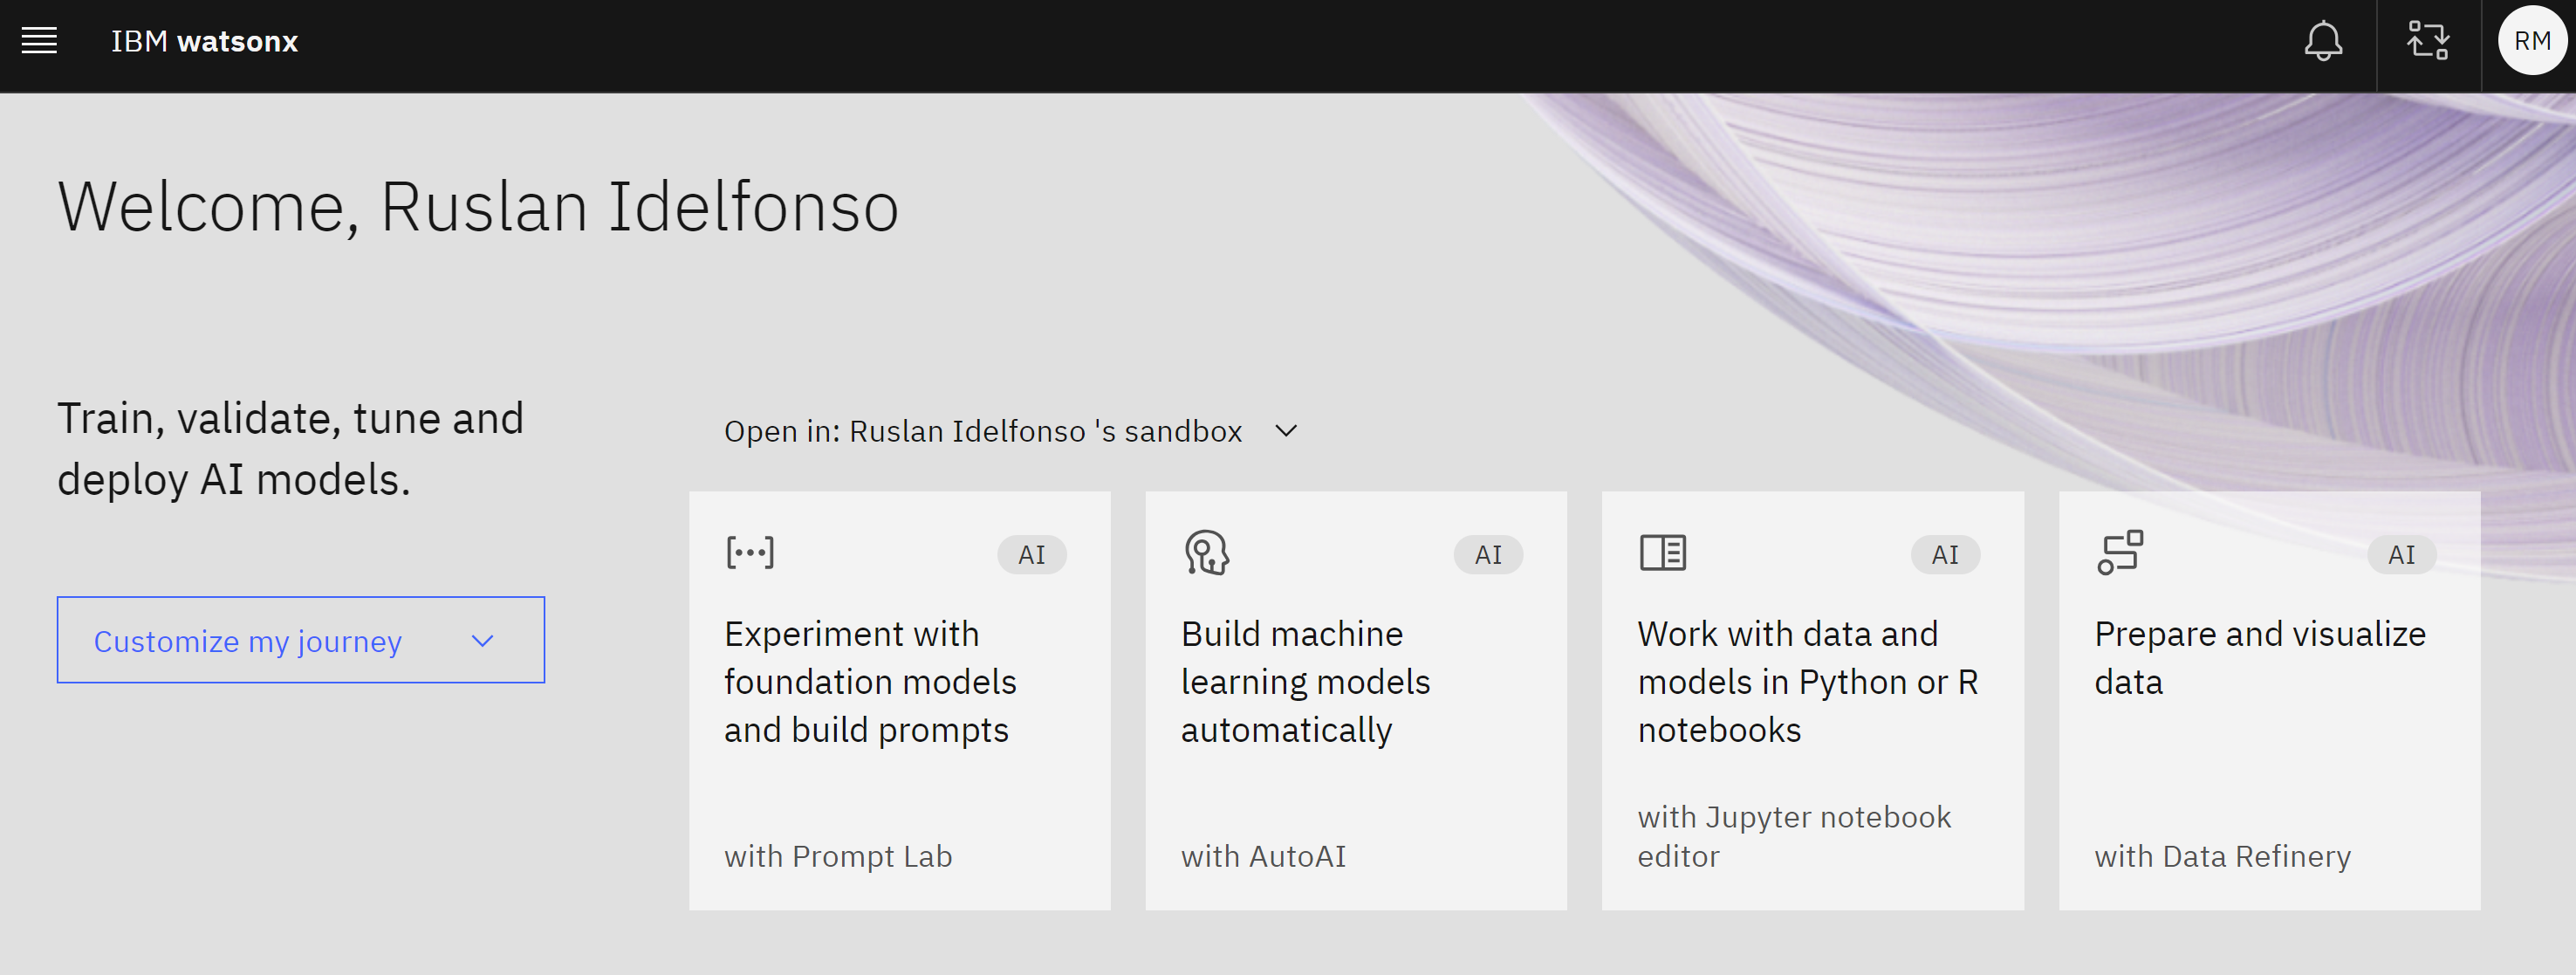 IBM watsonx
RM
Welcome, Ruslan Idelfonso
Train, validate, tune and
deploy AI models.
Customize my journey
Open in: Ruslan Idelfonso 's sandbox
AI
Experiment with
foundation models
and build prompts
with Prompt Lab
AI
Build machine
learning models
automatically
with AutoAI
AI
Work with data and
models in Python or R
notebooks
with Jupyter notebook
editor
AI
Prepare and visualize
data
with Data Refinery